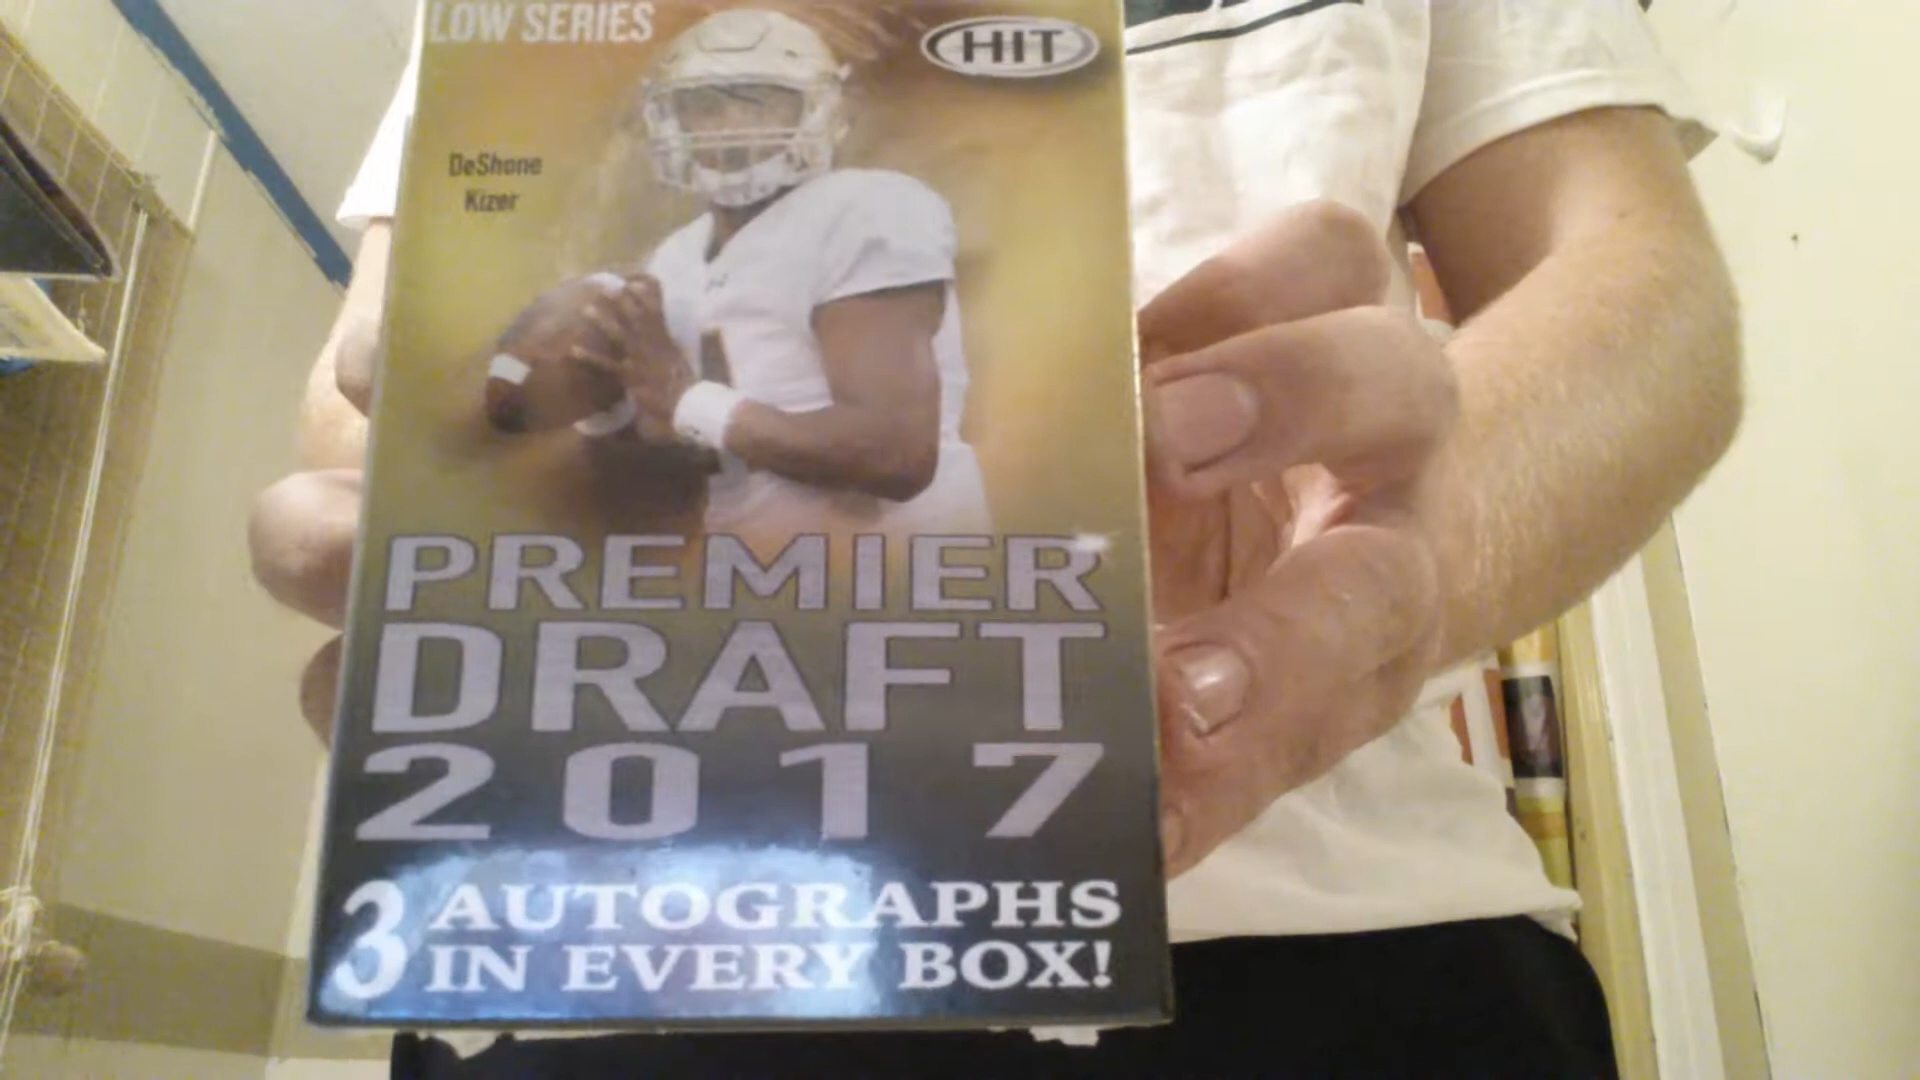 LOW SERIES
HIT
DeShone
Kizer
PREMIER
DRAFT
2017
3 AUTOGRAPHS
IN EVERY BOX!